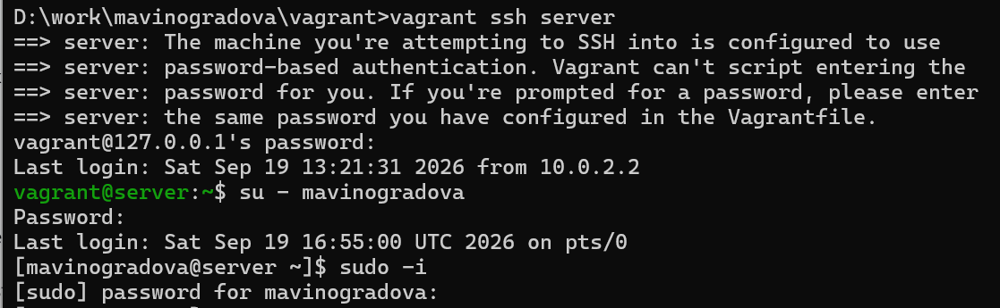 D:\work\mavinogradova\vagrant>vagrant ssh server
==> server: The machine you're attempting to SSH into is configured to use
==> server: password-based authentication. Vagrant can't script entering the
==> server: password for you. If you're prompted for a password, please enter
==> server: the same password you have configured in the Vagrantfile.
vagrant@127.0.0.1's password:
Last login: Sat Sep 19 13:21:31 2026 from 10.0.2.2
vagrant@server:~$ su - mavinogradova
Password:
Last login: Sat Sep 19 16:55:00 UTC 2026 on pts/0
[mavinogradova@server ~]$ sudo -i
[sudo] password for mavinogradova: